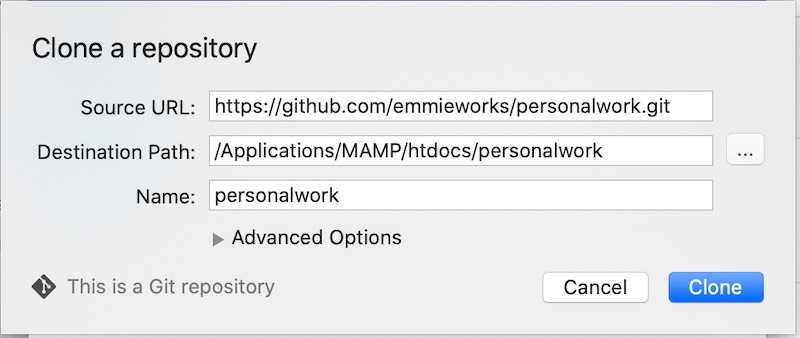 Clone a repository
Source URL: https://github.com/emmieworks/personalwork.git
Destination Path: /Applications/MAMP/htdocs/personalwork ...
Name: personalwork
Advanced Options
This is a Git repository Cancel Clone